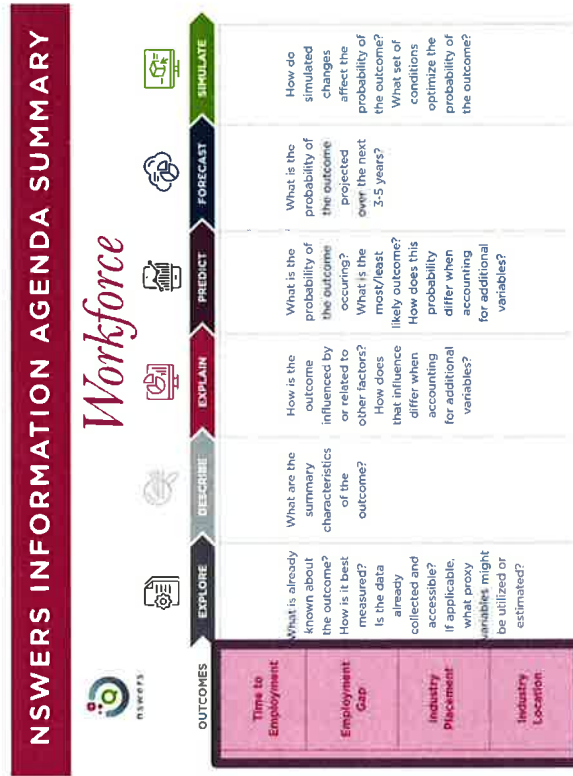 NSWERS INFORMATION AGENDA SUMMARY
Workforce
nswers
OUTCOMES
EXPLORE
DESCRIBE
EXPLAIN
PREDICT
FORECAST
SIMULATE
Time to
Employment
Employment
Gap
Industry
Placement
Industry
Location
What is already
known about
the outcome?
How is it best
measured?
Is the data
already
collected and
accessible?
If applicable,
what proxy
variables might
be utilized or
estimated?
What are the
summary
characteristics
of the
outcome?
How is the
outcome
influenced by
or related to
other factors?
How does
that influence
differ when
accounting
for additional
variables?
What is the
probability of
the outcome
occuring?
What is the
most/least
likely outcome?
How does this
probability
differ when
accounting
for additional
variables?
What is the
probability of
the outcome
projected
over the next
3-5 years?
How do
simulated
changes
affect the
probability of
the outcome?
What set of
conditions
optimize the
probability of
the outcome?